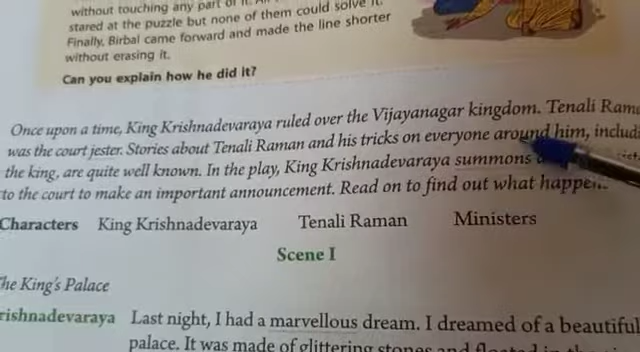 without touching any part of it.
stared at the puzzle but none of them could solve it.
Finally, Birbal came forward and made the line shorter
without erasing it.
Can you explain how he did it?
Once upon a time, King Krishnadevaraya ruled over the Vijayanagar kingdom. Tenali Rama
was the court jester. Stories about Tenali Raman and his tricks on everyone around him, includ
the king, are quite well known. In the play, King Krishnadevaraya summons
to the court to make an important announcement. Read on to find out what happen
Characters King Krishnadevaraya Tenali Raman Ministers
Scene I
he King's Palace
rishnadevaraya Last night, I had a marvellous dream. I dreamed of a beautiful
palace. It was made of glittering stones and